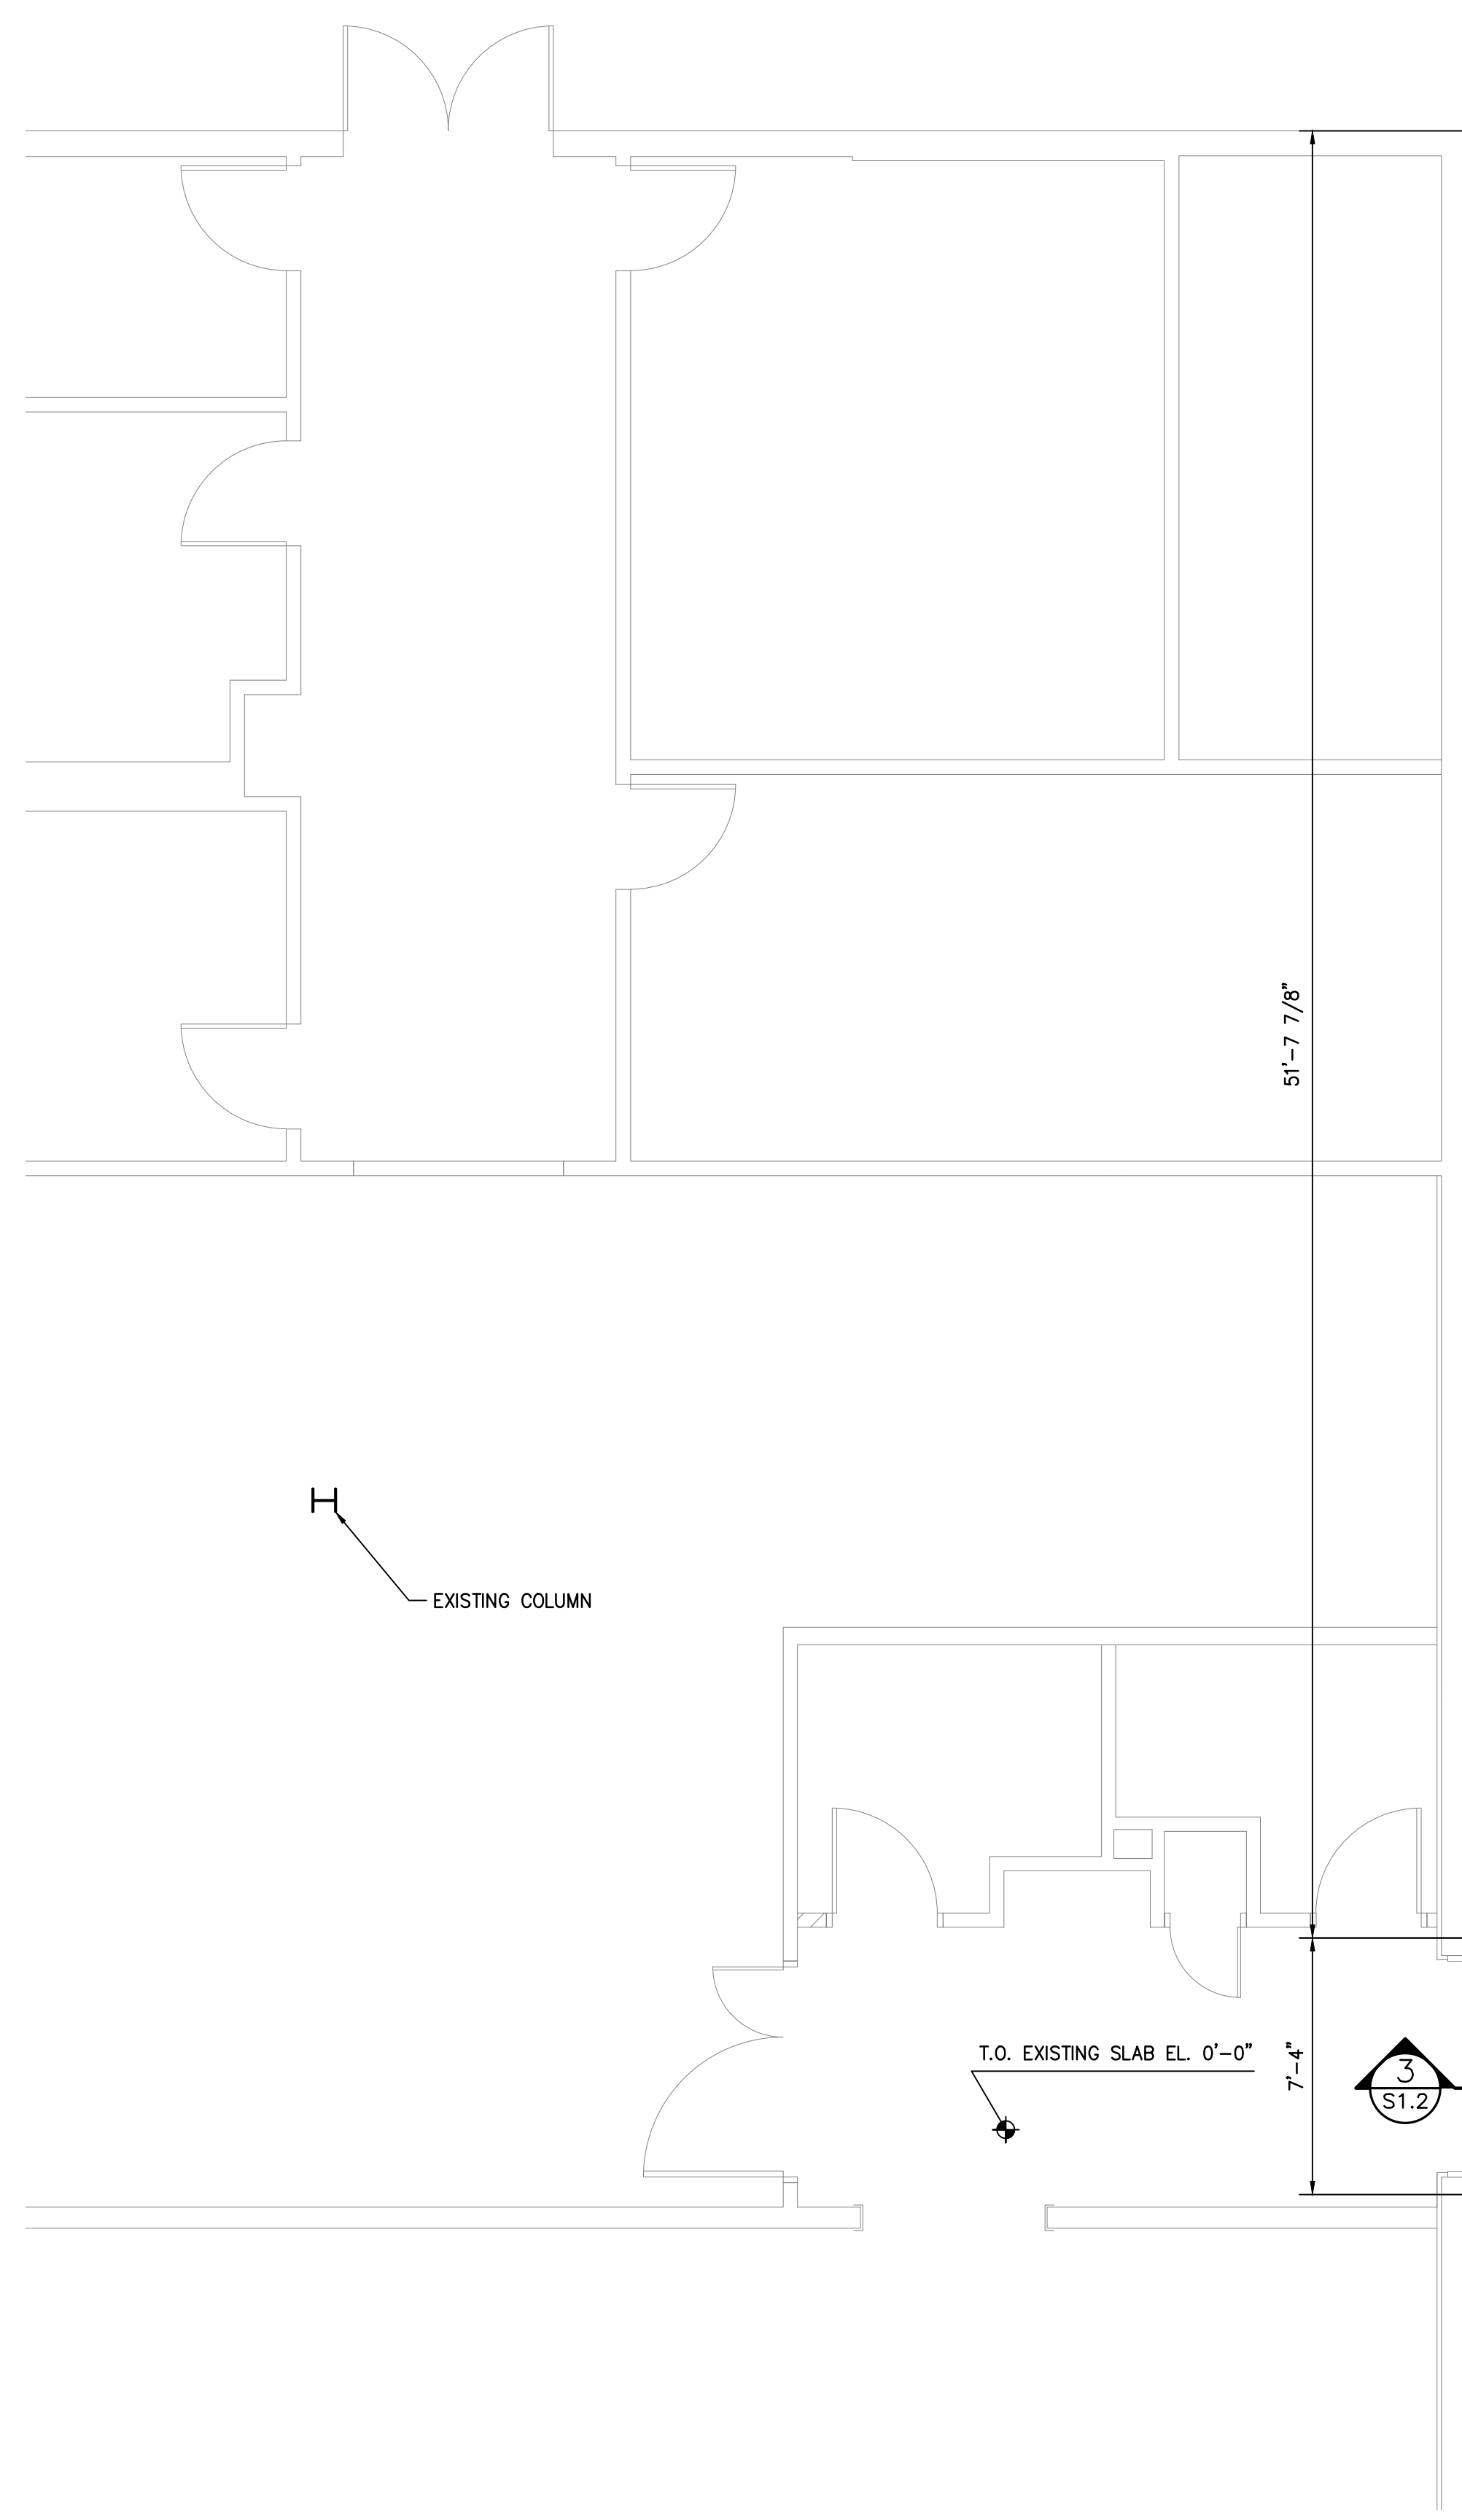 51'-7 7/8"
EXISTING COLUMN
T.O. EXISTING SLAB EL. 0'-0"
7'-4"
3
S1.2